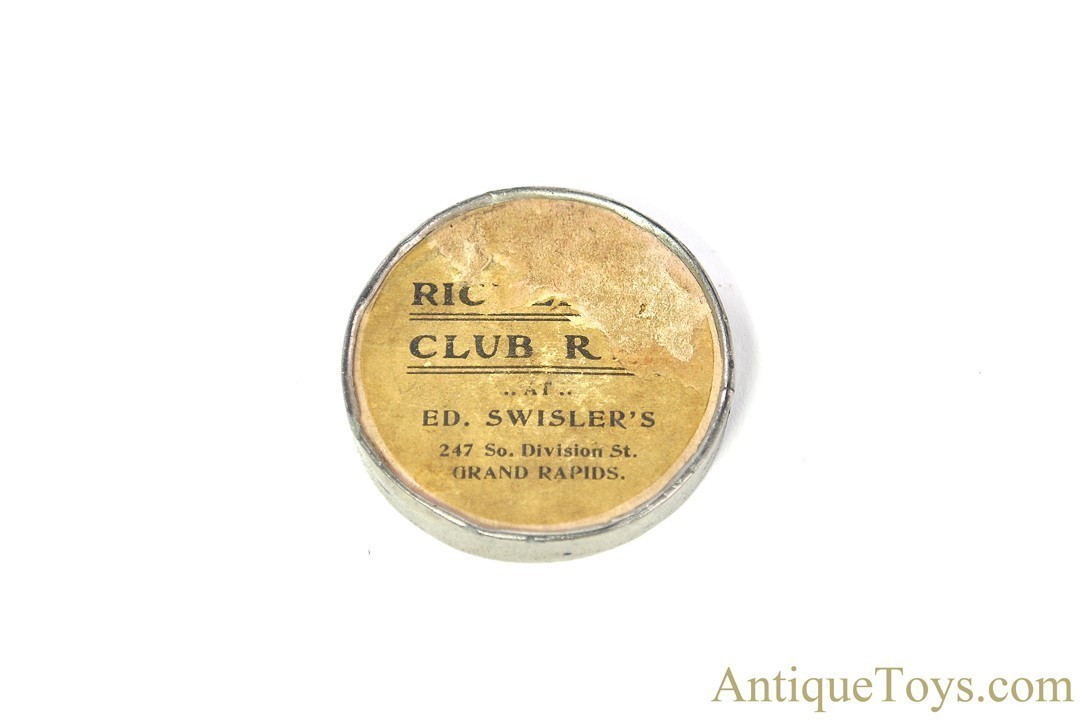 CLUB
.. AT ..
ED. SWISLER'S
247 So. Division St.
GRAND RAPIDS.
AntiqueToys.com